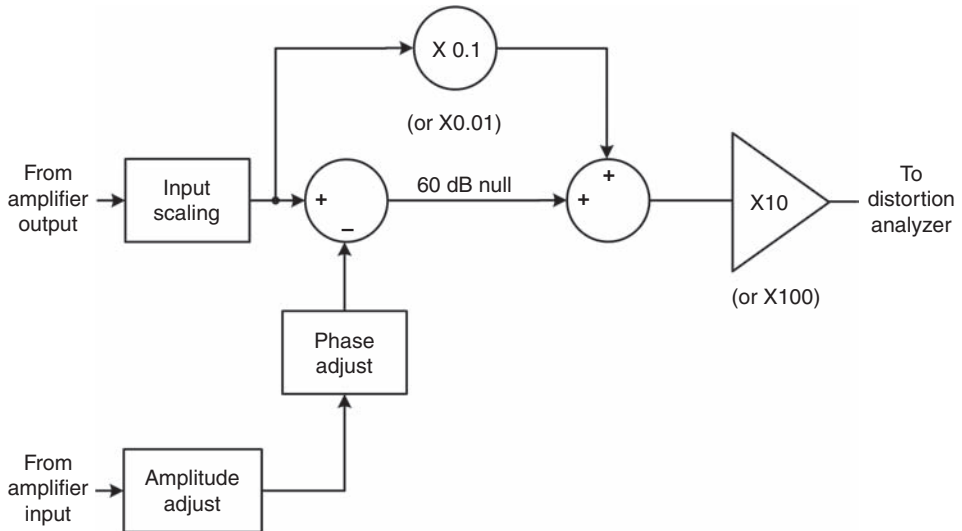 X 0.1
(or X0.01)
From
amplifier
output
Input
scaling
+
−
60 dB null
+
+
X10
(or X100)
To
distortion
analyzer
Phase
adjust
From
amplifier
input
Amplitude
adjust